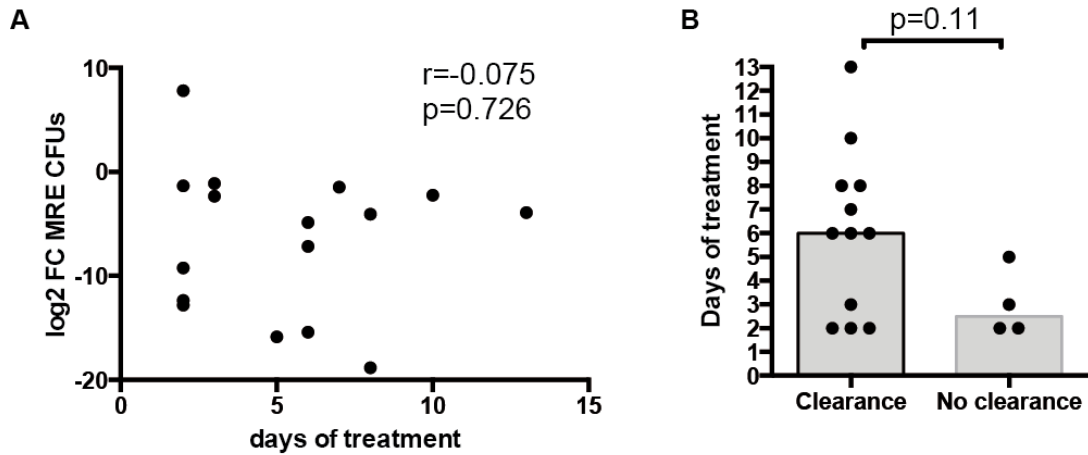 A
r=-0.075
p=0.726
log2 FC MRE CFUs
10
0
-10
-20
0 5 10 15
days of treatment
B
p=0.11
Days of treatment
13
12
11
10
9
8
7
6
5
4
3
2
1
0
Clearance No clearance